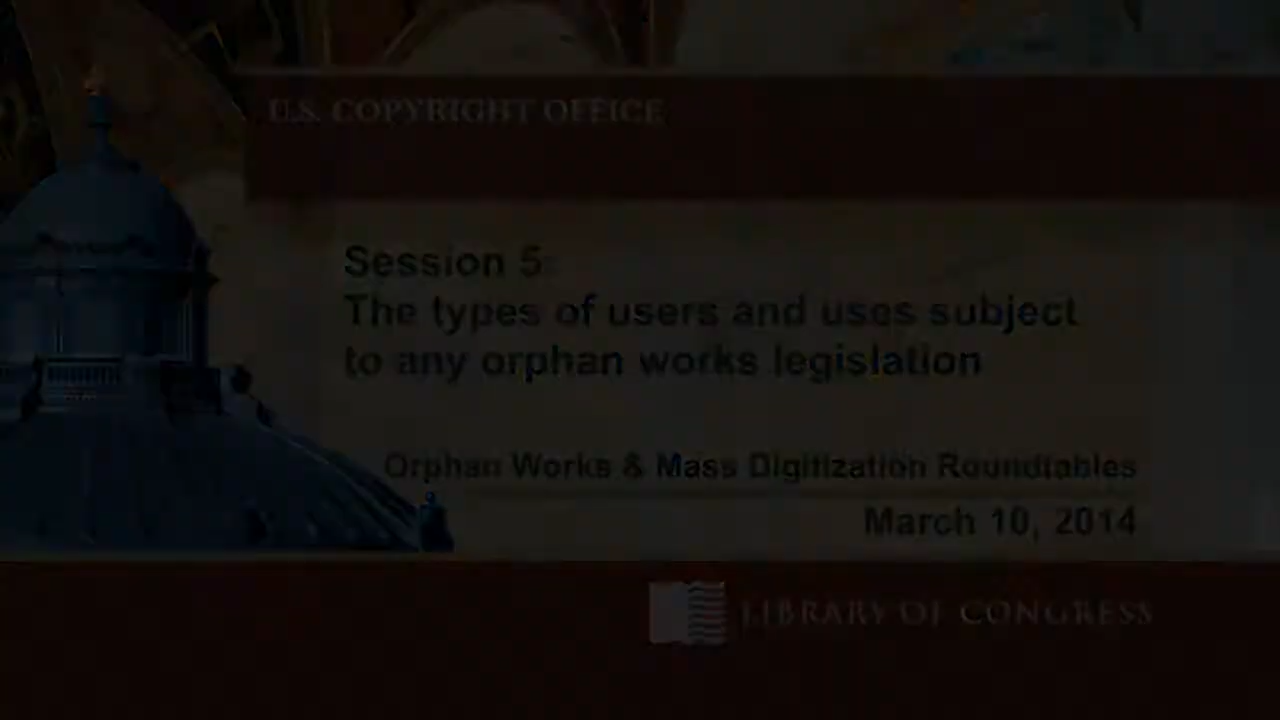 U.S. COPYRIGHT OFFICE
Session 5:
The types of users and uses subject
to any orphan works legislation
Orphan Works & Mass Digitization Roundtables
March 10, 2014
LIBRARY OF CONGRESS